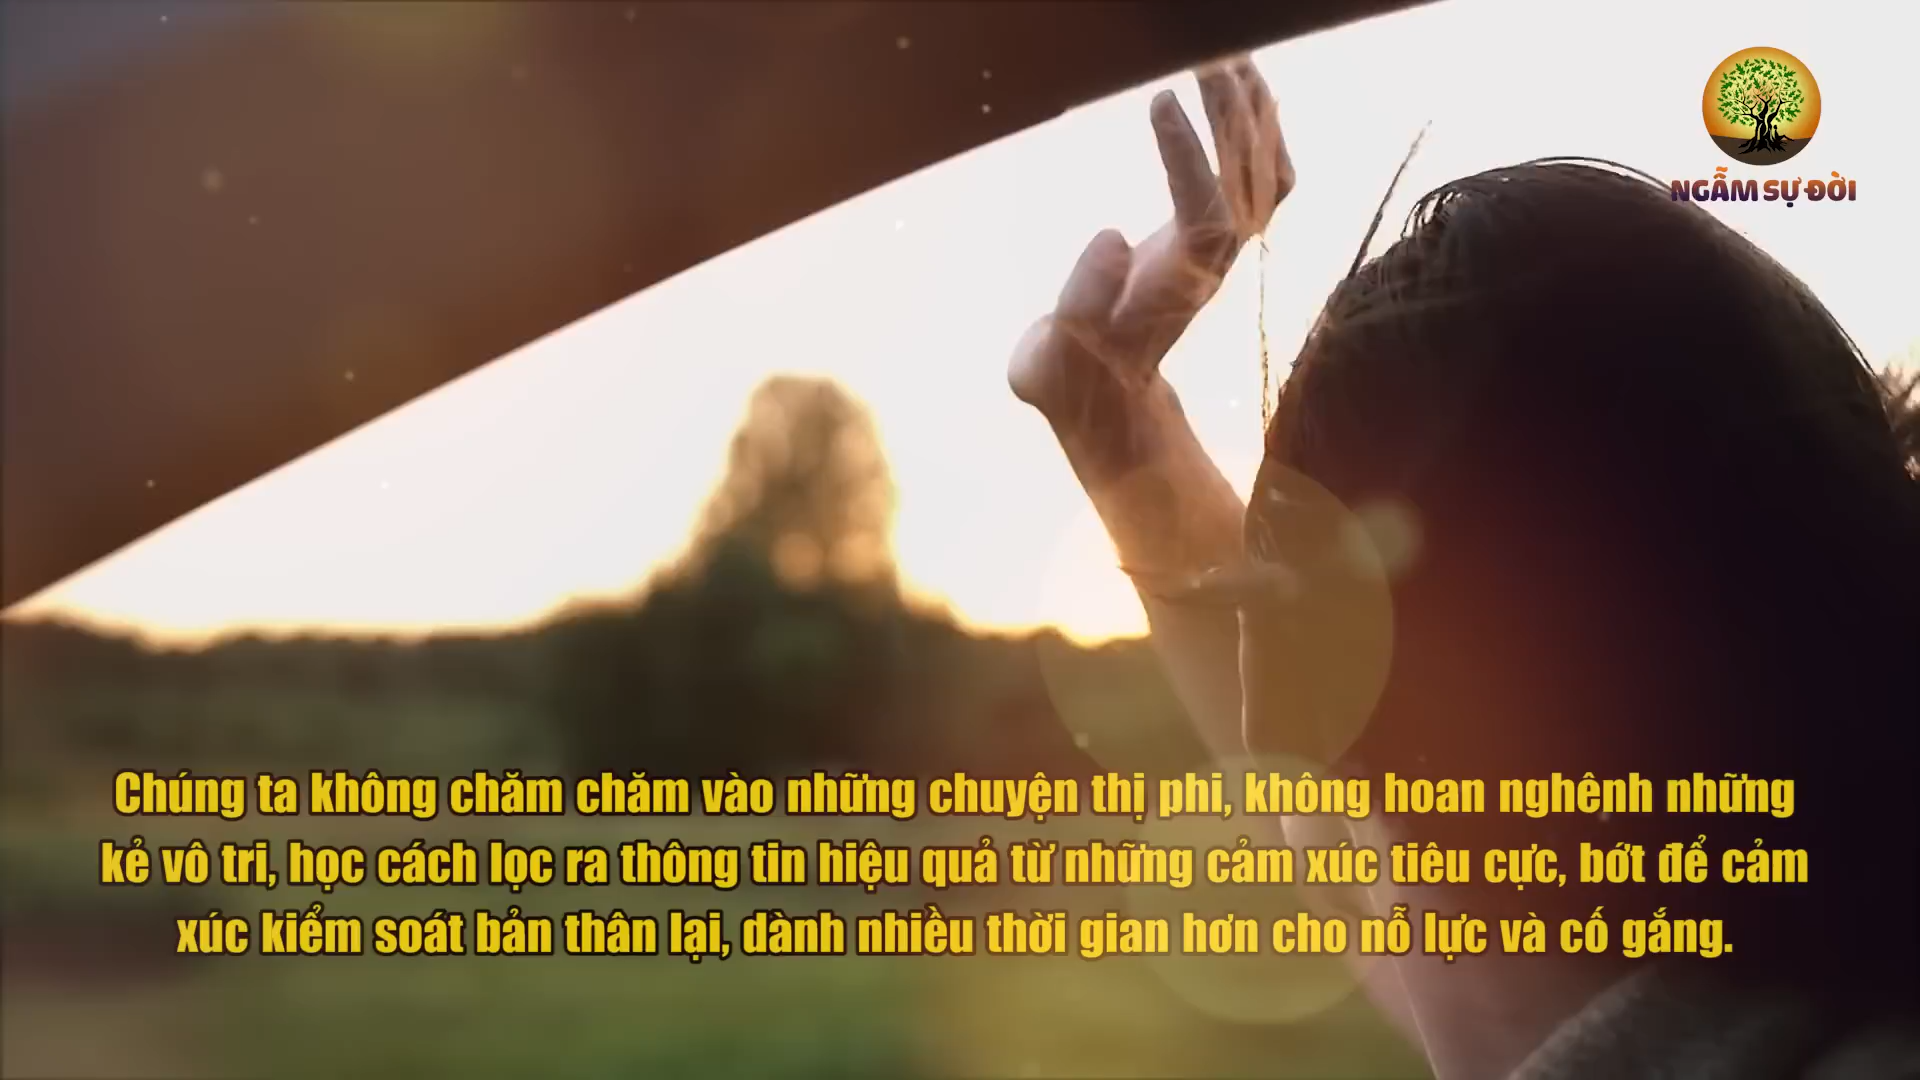 NGẪM SỰ ĐỜI
Chúng ta không chăm chăm vào những chuyện thị phi, không hoan nghênh những
kẻ vô tri, học cách lọc ra thông tin hiệu quả từ những cảm xúc tiêu cực, bớt để cảm
xúc kiểm soát bản thân lại, dành nhiều thời gian hơn cho nỗ lực và cố gắng.